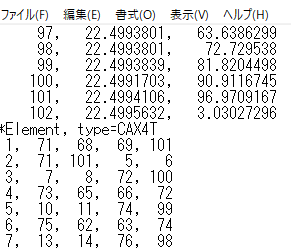 ファイル(F) 編集(E) 書式(O) 表示(V) ヘルプ(H)
97, 22.4993801, 63.6386299
98, 22.4993801, 72.729538
99, 22.4993839, 81.8204498
100, 22.4991703, 90.9116745
101, 22.4994106, 96.9709167
102, 22.4995632, 3.03027296
*Element, type=CAX4T
1, 71, 68, 69, 101
2, 71, 101, 5, 6
3, 7, 8, 72, 100
4, 73, 65, 66, 72
5, 10, 11, 74, 99
6, 75, 62, 63, 74
7, 13, 14, 76, 98